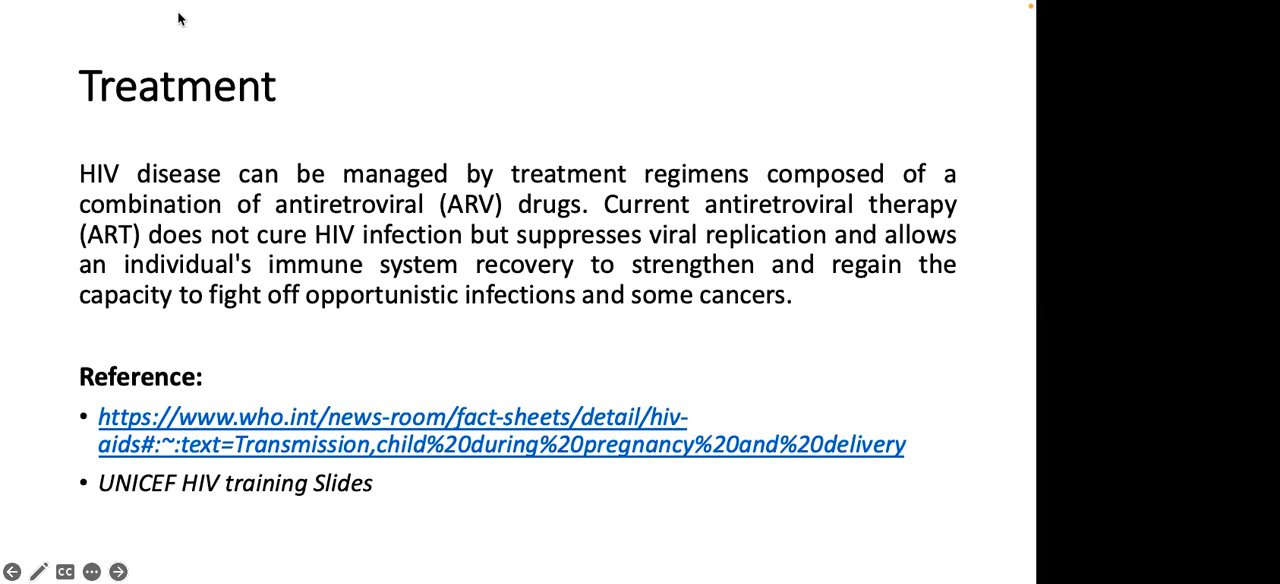 Treatment
HIV disease can be managed by treatment regimens composed of a
combination of antiretroviral (ARV) drugs. Current antiretroviral therapy
(ART) does not cure HIV infection but suppresses viral replication and allows
an individual's immune system recovery to strengthen and regain the
capacity to fight off opportunistic infections and some cancers.
Reference:
• https://www.who.int/news-room/fact-sheets/detail/hiv-
aids#:~:text=Transmission,child%20during%20pregnancy%20and%20delivery
• UNICEF HIV training Slides
CC